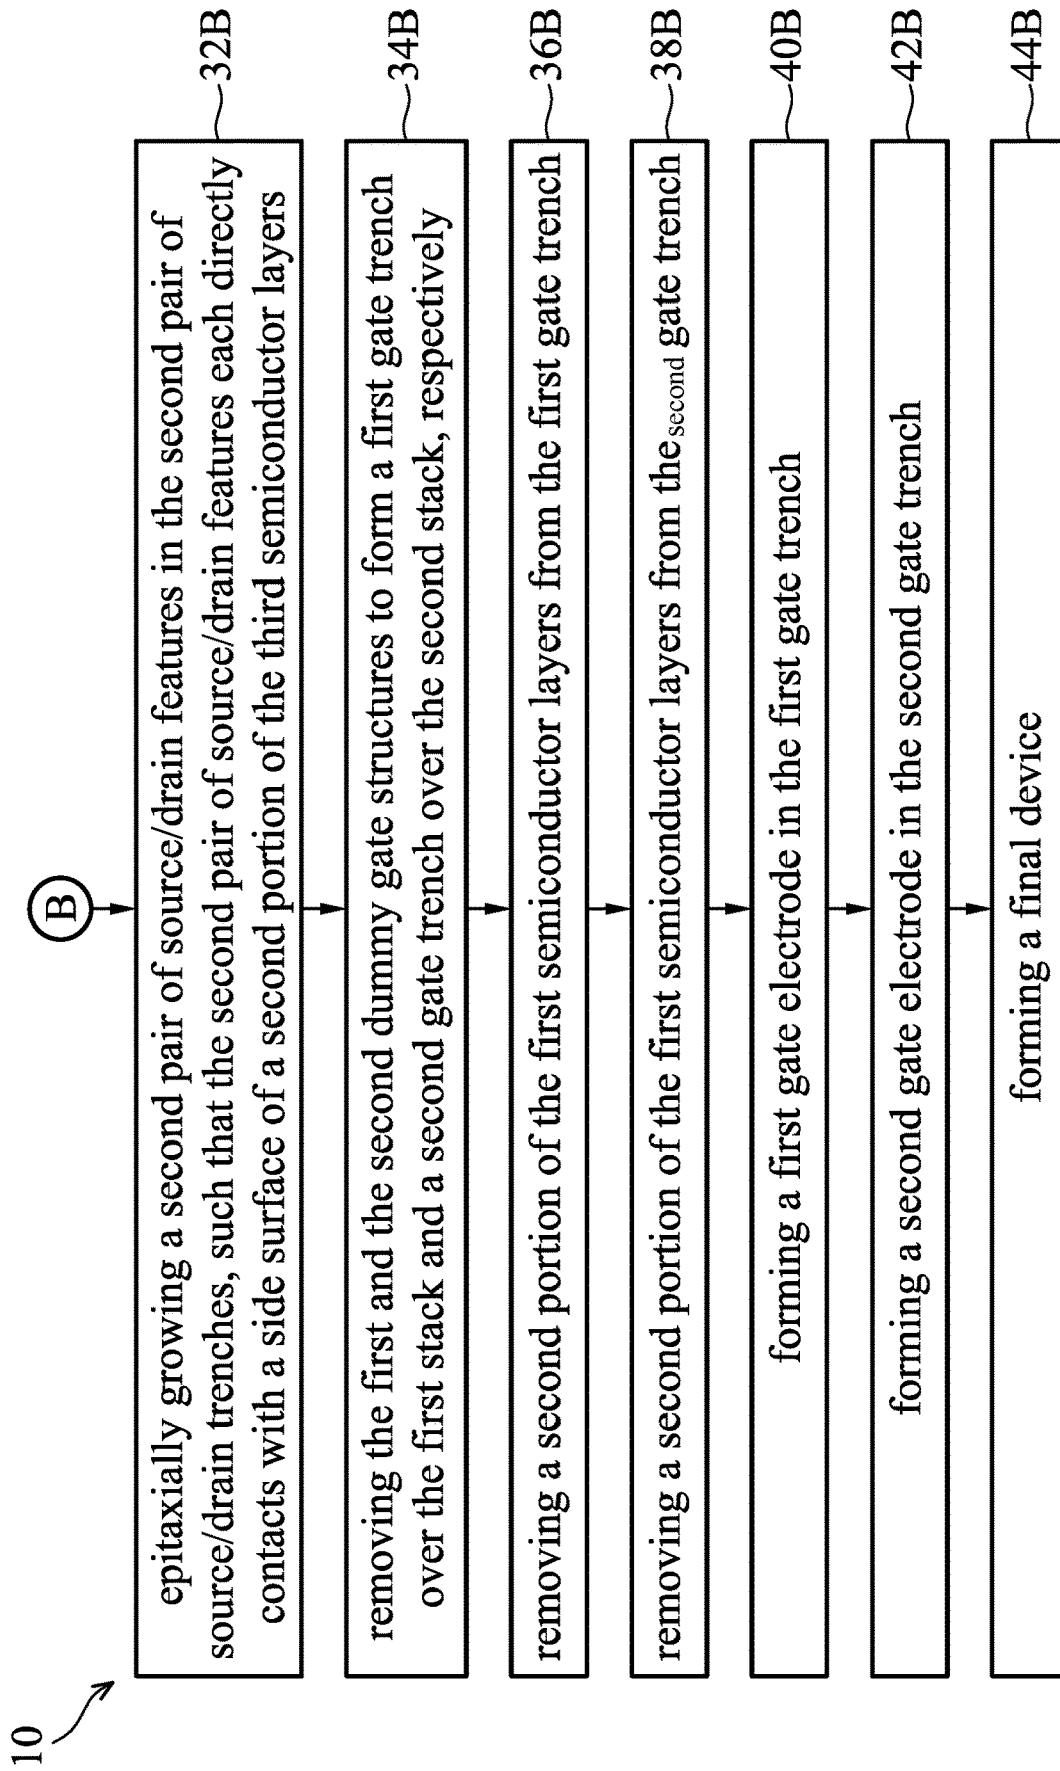 10
B
epitaxially growing a second pair of source/drain features in the second pair of
source/drain trenches, such that the second pair of source/drain features each directly
contacts with a side surface of a second portion of the third semiconductor layers
32B
removing the first and the second dummy gate structures to form a first gate trench
over the first stack and a second gate trench over the second stack, respectively
34B
removing a second portion of the first semiconductor layers from the first gate trench
36B
removing a second portion of the first semiconductor layers from the second gate trench
38B
forming a first gate electrode in the first gate trench
40B
forming a second gate electrode in the second gate trench
42B
forming a final device
44B